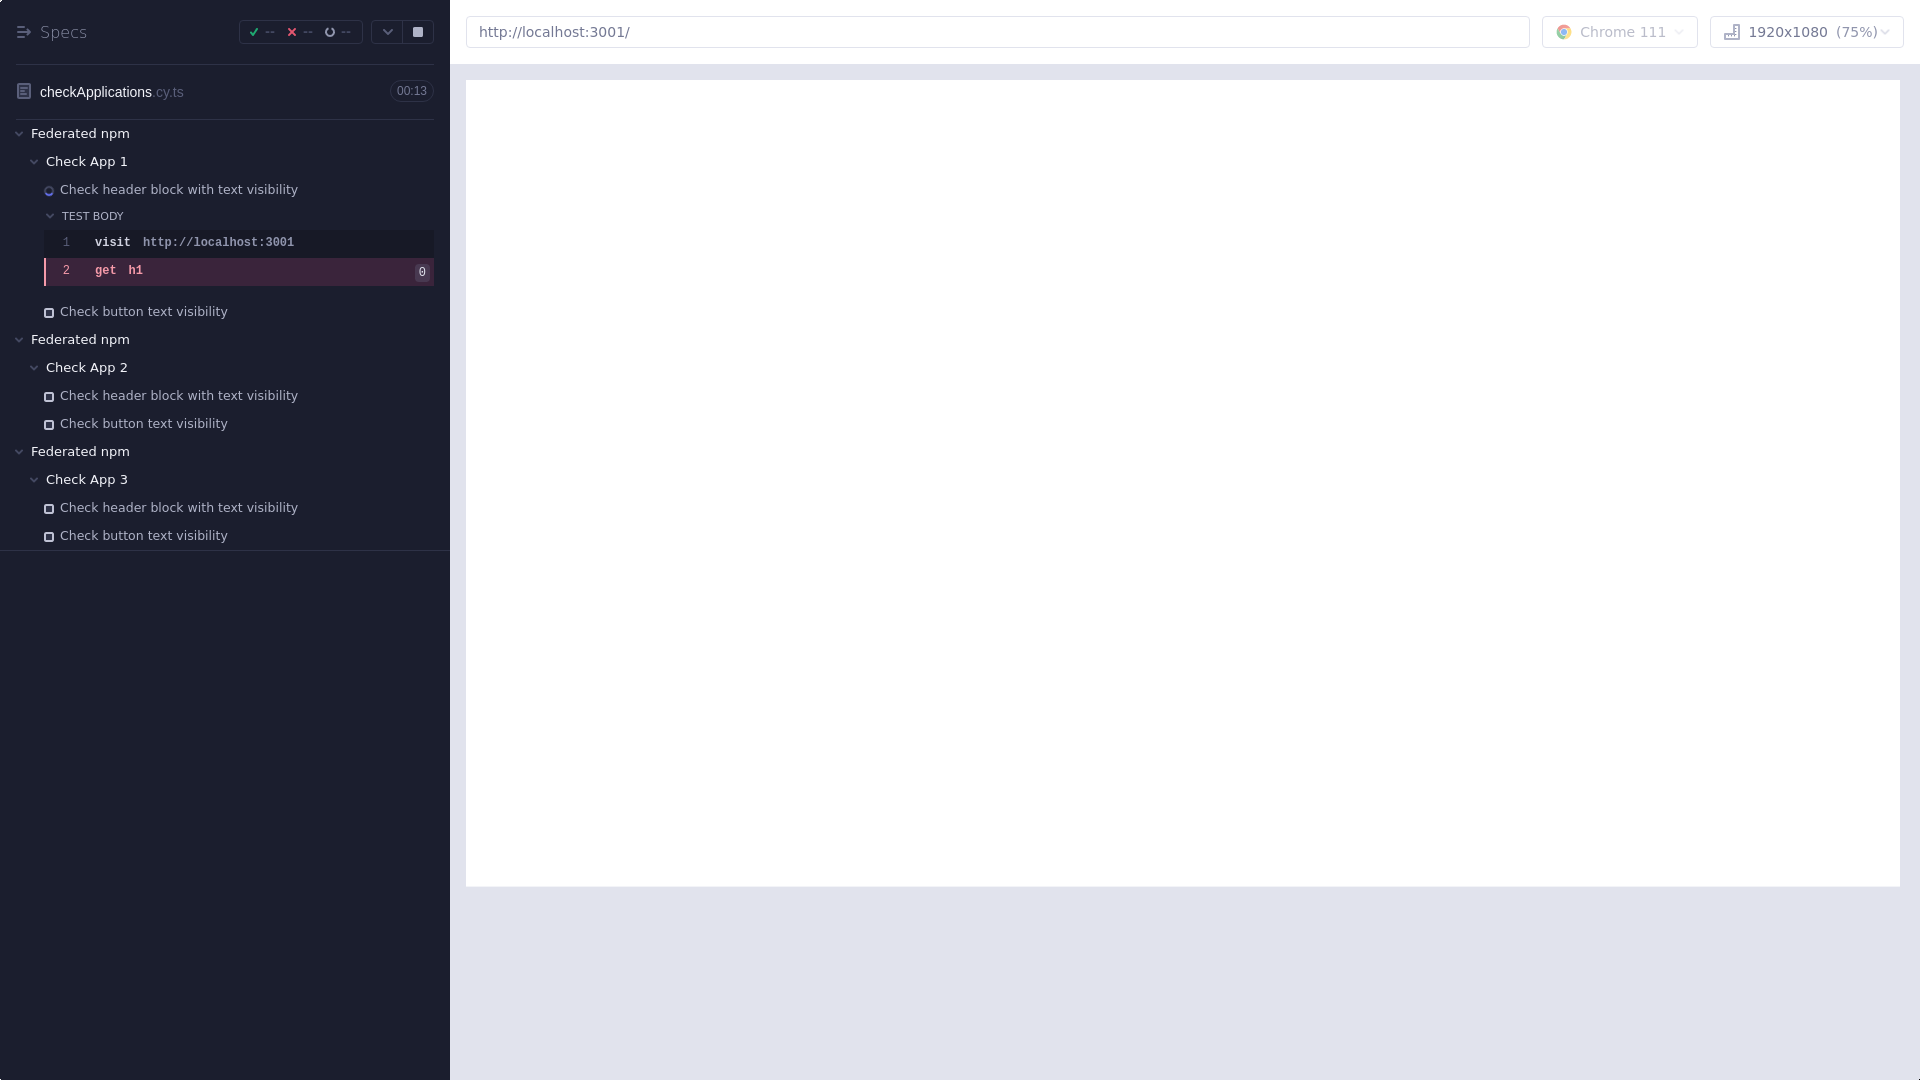 Specs
--
--
--
checkApplications.cy.ts
00:13
Federated npm
Check App 1
Check header block with text visibility
TEST BODY
1 visit http://localhost:3001
2 get h1 0
Check button text visibility
Federated npm
Check App 2
Check header block with text visibility
Check button text visibility
Federated npm
Check App 3
Check header block with text visibility
Check button text visibility
http://localhost:3001/
Chrome 111
1920x1080 (75%)